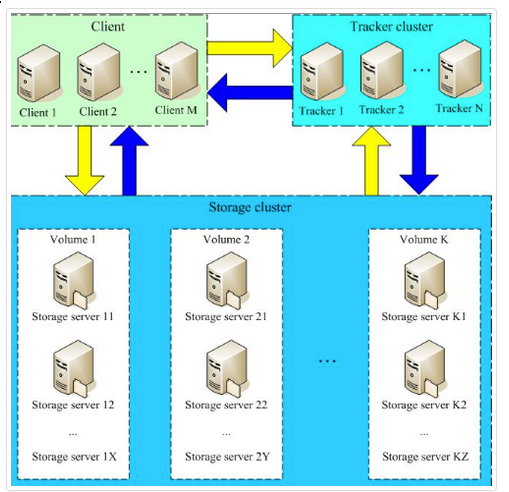 Client
Tracker cluster
...
...
Client 1
Client 2
Client M
Tracker 1
Tracker 2
Tracker N
Storage cluster
Volume 1
Volume 2
Volume K
Storage server 11
Storage server 21
Storage server K1
...
Storage server 12
Storage server 22
Storage server K2
...
...
...
Storage server 1X
Storage server 2Y
Storage server KZ